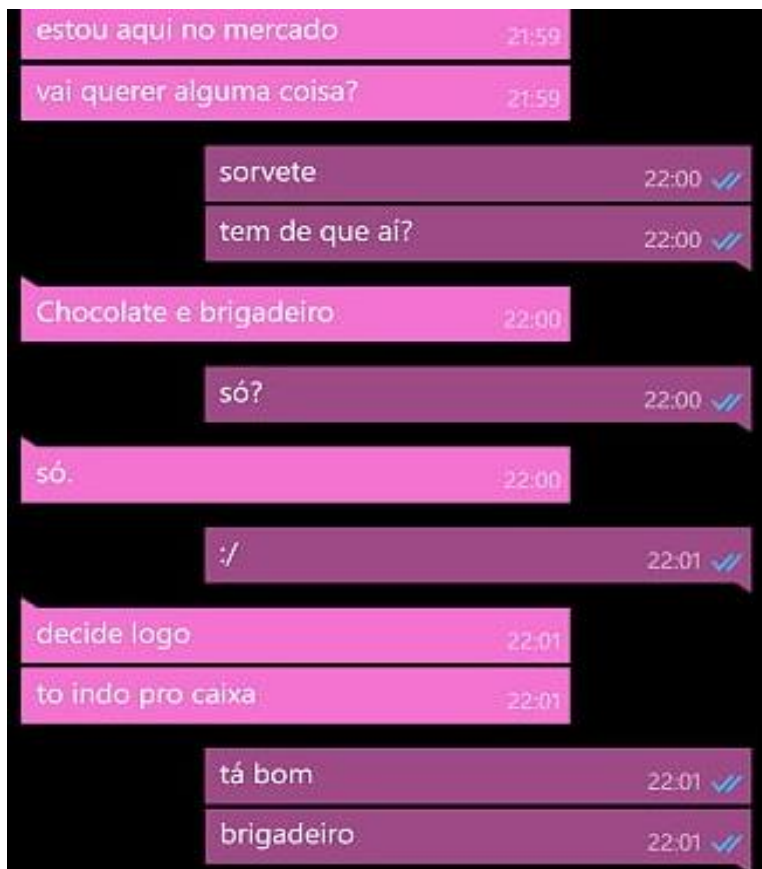 estou aqui no mercado 21:59
vai querer alguma coisa? 21:59
sorvete 22:00
tem de que aí? 22:00
Chocolate e brigadeiro 22:00
só? 22:00
só. 22:00
:/ 22:01
decide logo 22:01
to indo pro caixa 22:01
tá bom 22:01
brigadeiro 22:01